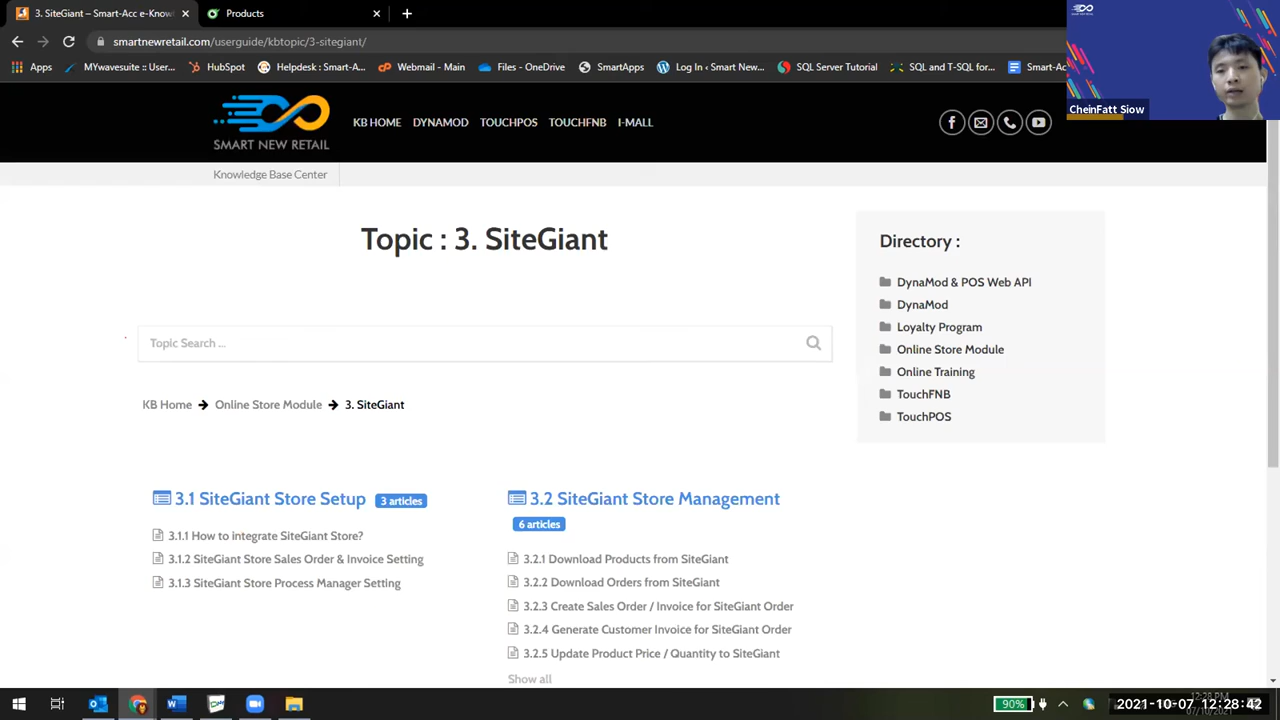 3. SiteGiant – Smart-Acc e-Know
Products
smartnewretail.com/userguide/kbtopic/3-sitegiant/
Apps
MYwavesuite :: User...
HubSpot
Helpdesk : Smart-A...
Webmail - Main
Files - OneDrive
SmartApps
Log In ‹ Smart New...
SQL Server Tutorial
SQL and T-SQL for...
Smart-Ac
CheinFatt Siow
SMART NEW RETAIL
KB HOME DYNAMOD TOUCHPOS TOUCHFNB I-MALL
Knowledge Base Center
Topic : 3. SiteGiant
Topic Search ...
KB Home → Online Store Module → 3. SiteGiant
3.1 SiteGiant Store Setup 3 articles
3.1.1 How to integrate SiteGiant Store?
3.1.2 SiteGiant Store Sales Order & Invoice Setting
3.1.3 SiteGiant Store Process Manager Setting
3.2 SiteGiant Store Management
6 articles
3.2.1 Download Products from SiteGiant
3.2.2 Download Orders from SiteGiant
3.2.3 Create Sales Order / Invoice for SiteGiant Order
3.2.4 Generate Customer Invoice for SiteGiant Order
3.2.5 Update Product Price / Quantity to SiteGiant
Show all
Directory :
DynaMod & POS Web API
DynaMod
Loyalty Program
Online Store Module
Online Training
TouchFNB
TouchPOS
90%
12:28 PM
2021-10-07 12:28:42